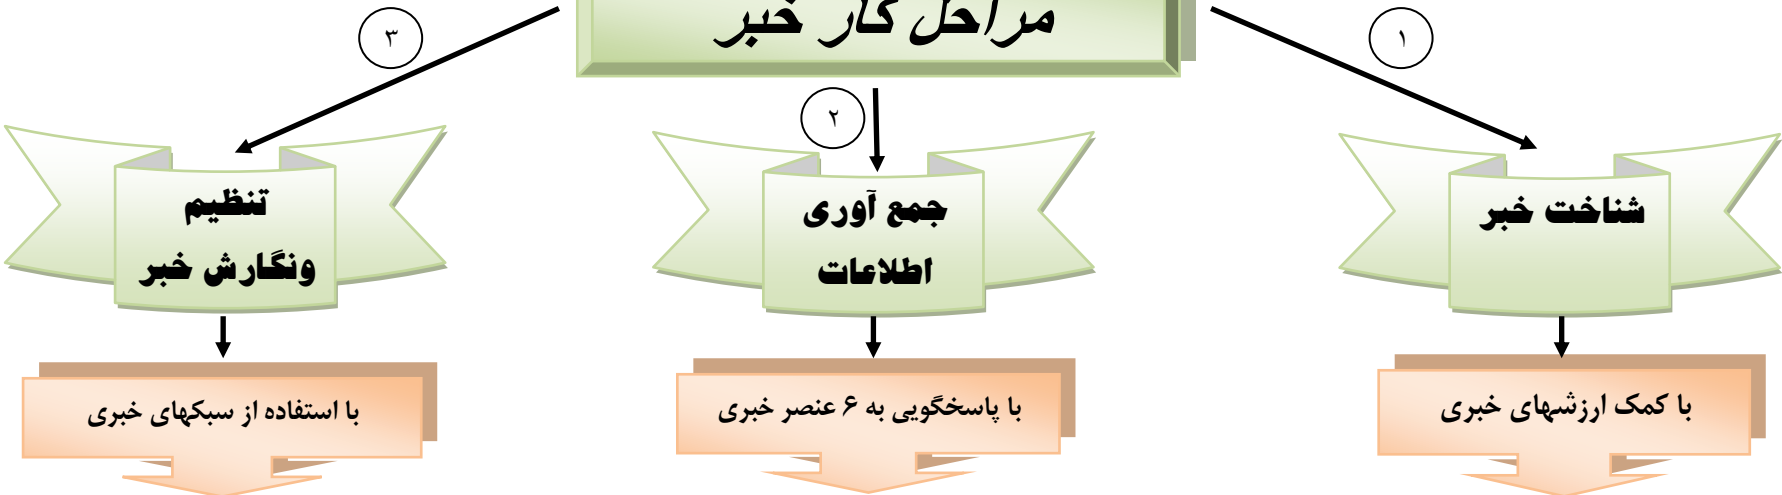 مراحل کار خبر
۱
۲
۳
شناخت خبر
جمع آوری
اطلاعات
تنظیم
ونگارش خبر
با کمک ارزشهای خبری
با پاسخگویی به ۶ عنصر خبری
با استفاده از سبکهای خبری